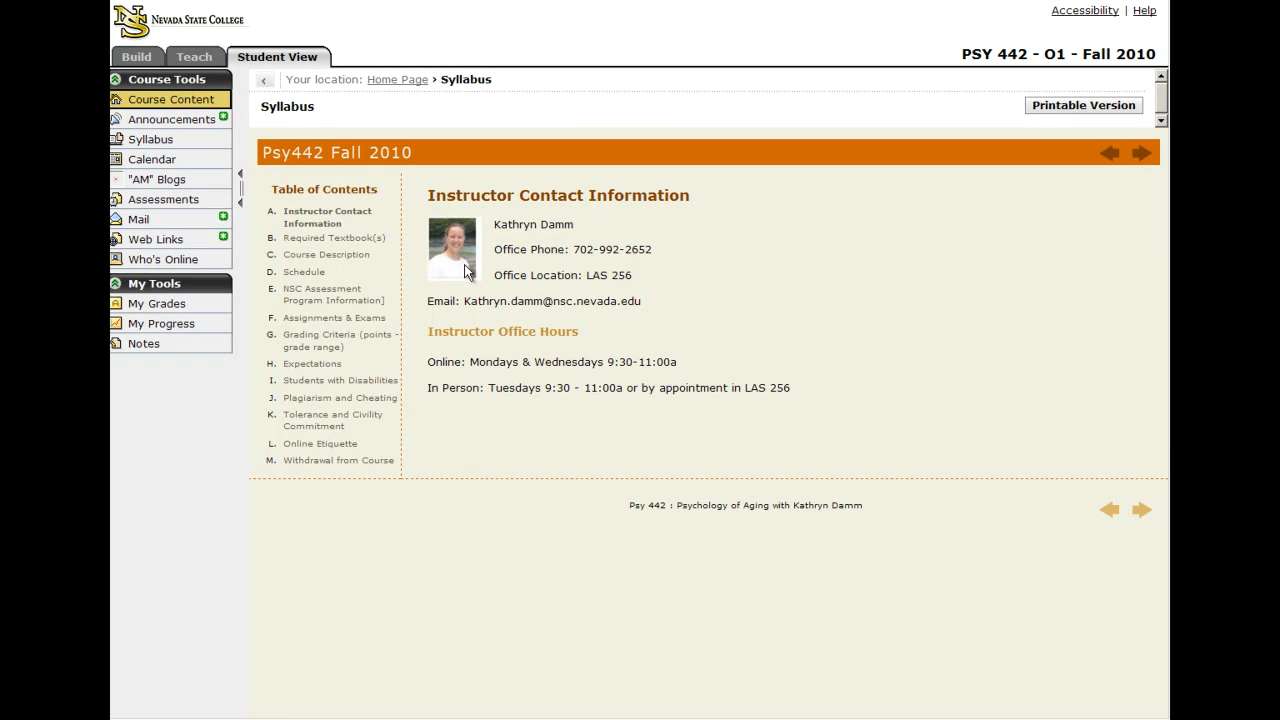 NS NEVADA STATE COLLEGE
Accessibility | Help
Build Teach Student View
PSY 442 - O1 - Fall 2010
Course Tools
Course Content
Announcements
Syllabus
Calendar
"AM" Blogs
Assessments
Mail
Web Links
Who's Online
My Tools
My Grades
My Progress
Notes
Your location: Home Page › Syllabus
Syllabus
Printable Version
Psy442 Fall 2010
Table of Contents
A. Instructor Contact
Information
B. Required Textbook(s)
C. Course Description
D. Schedule
E. NSC Assessment
Program Information]
F. Assignments & Exams
G. Grading Criteria (points -
grade range)
H. Expectations
I. Students with Disabilities
J. Plagiarism and Cheating
K. Tolerance and Civility
Commitment
L. Online Etiquette
M. Withdrawal from Course
Instructor Contact Information
Kathryn Damm
Office Phone: 702-992-2652
Office Location: LAS 256
Email: Kathryn.damm@nsc.nevada.edu
Instructor Office Hours
Online: Mondays & Wednesdays 9:30-11:00a
In Person: Tuesdays 9:30 - 11:00a or by appointment in LAS 256
Psy 442 : Psychology of Aging with Kathryn Damm